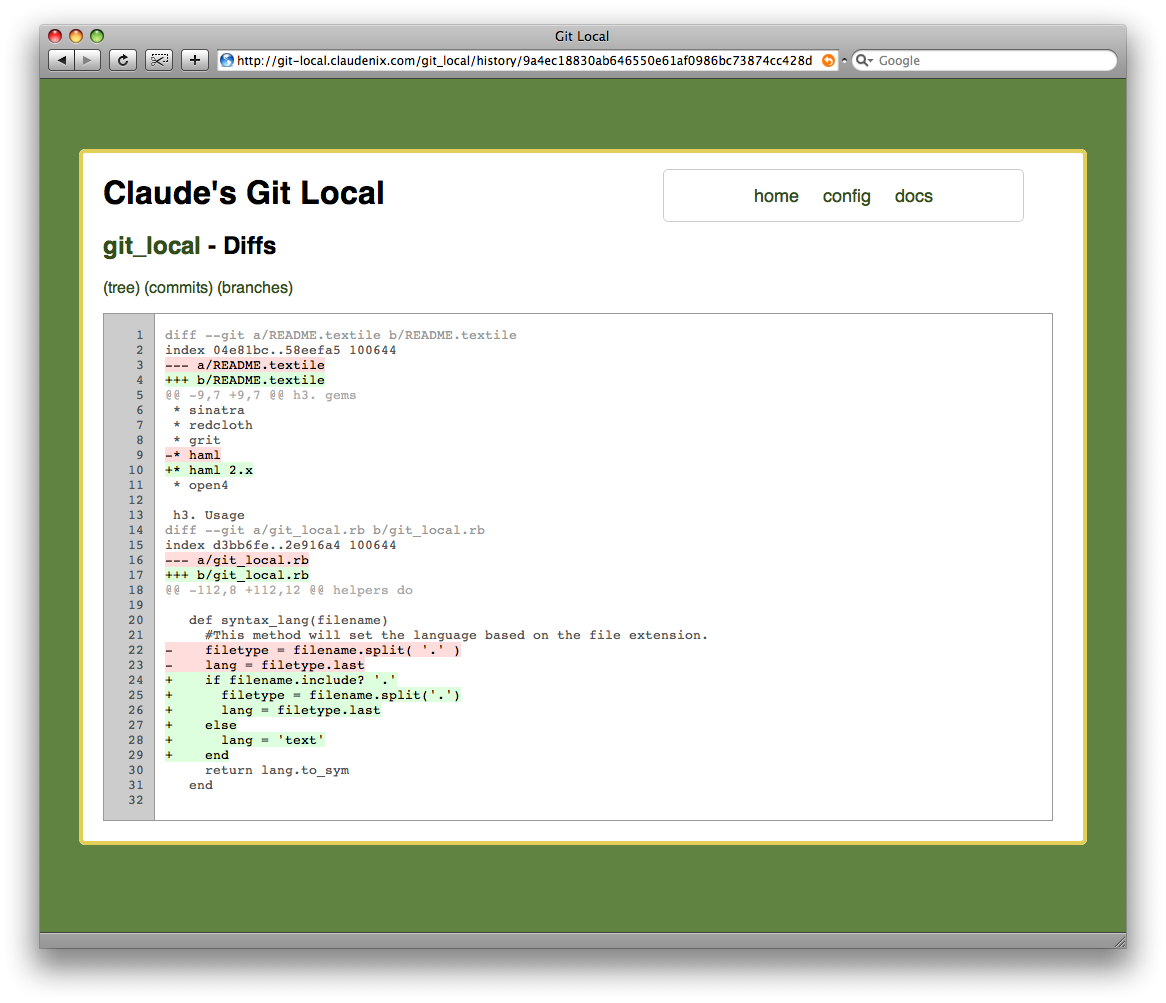 Git Local
http://git-local.claudenix.com/git_local/history/9a4ec18830ab646550e61af0986bc73874cc428d
Google
Claude's Git Local
home config docs
git_local - Diffs
(tree) (commits) (branches)
1 diff --git a/README.textile b/README.textile
2 index 04e81bc..58eefa5 100644
3 --- a/README.textile
4 +++ b/README.textile
5 @@ -9,7 +9,7 @@ h3. gems
6  * sinatra
7  * redcloth
8  * grit
9 -* haml
10 +* haml 2.x
11  * open4
12
13  h3. Usage
14 diff --git a/git_local.rb b/git_local.rb
15 index d3bb6fe..2e916a4 100644
16 --- a/git_local.rb
17 +++ b/git_local.rb
18 @@ -112,8 +112,12 @@ helpers do
19
20    def syntax_lang(filename)
21      #This method will set the language based on the file extension.
22 -    filetype = filename.split( '.' )
23 -    lang = filetype.last
24 +    if filename.include? '.'
25 +      filetype = filename.split('.')
26 +      lang = filetype.last
27 +    else
28 +      lang = 'text'
29 +    end
30      return lang.to_sym
31    end
32